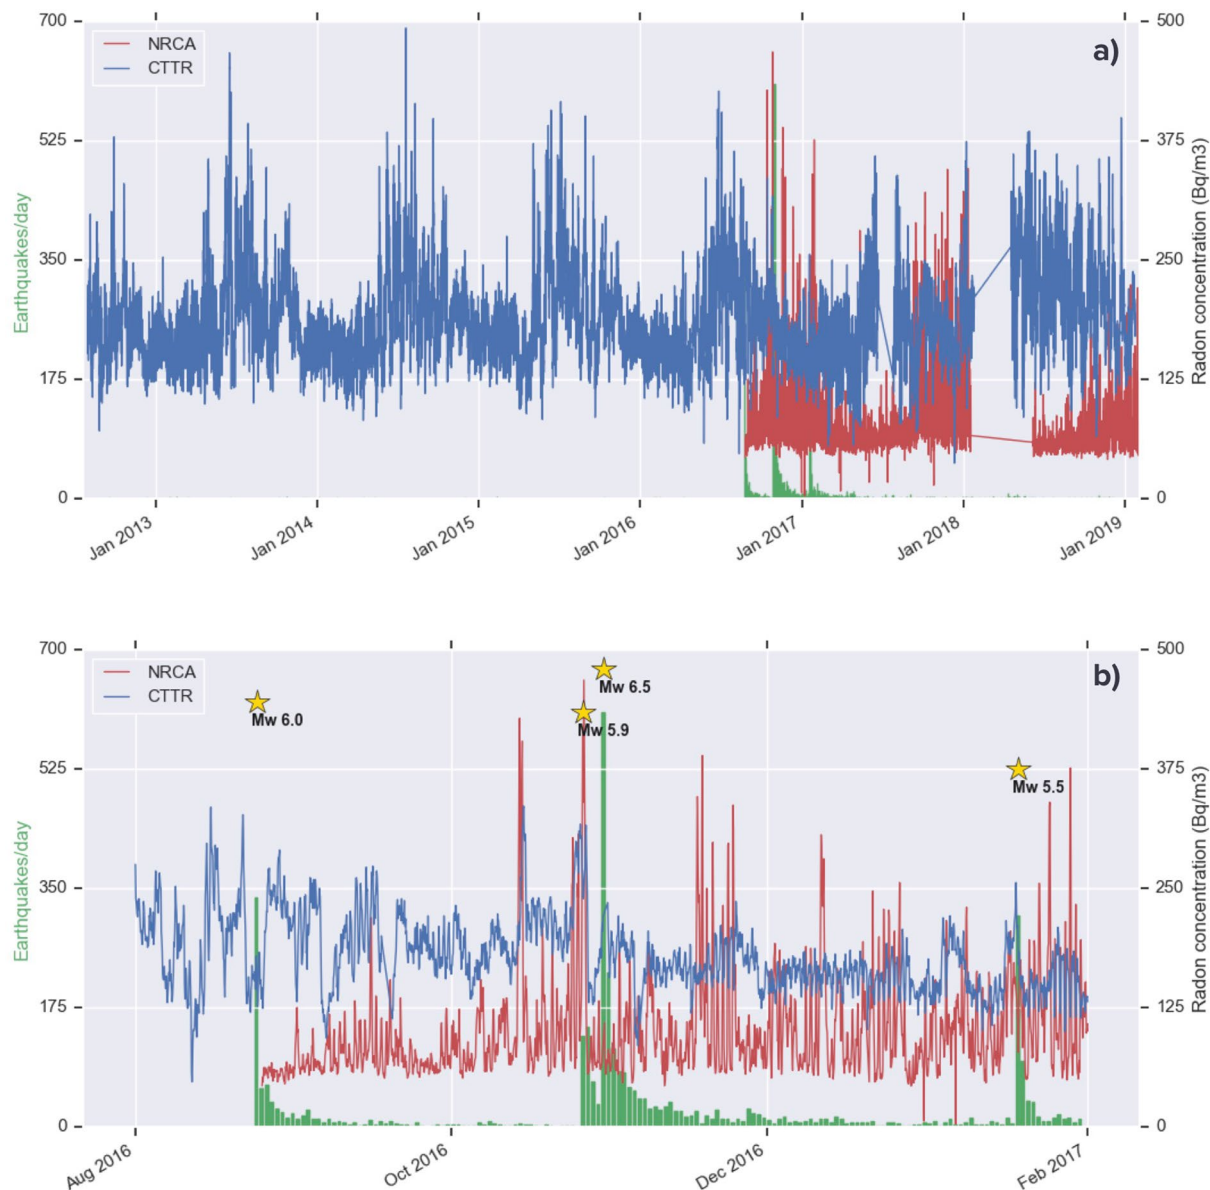 700
500
NRCA
CTTR
a)
525
375
350
250
175
125
0
0
Earthquakes/day
Radon concentration (Bq/m3)
Jan 2013
Jan 2014
Jan 2015
Jan 2016
Jan 2017
Jan 2018
Jan 2019
700
500
NRCA
CTTR
b)
Mw 6.5
Mw 6.0
Mw 5.9
525
375
Mw 5.5
350
250
175
125
0
0
Earthquakes/day
Radon concentration (Bq/m3)
Aug 2016
Oct 2016
Dec 2016
Feb 2017